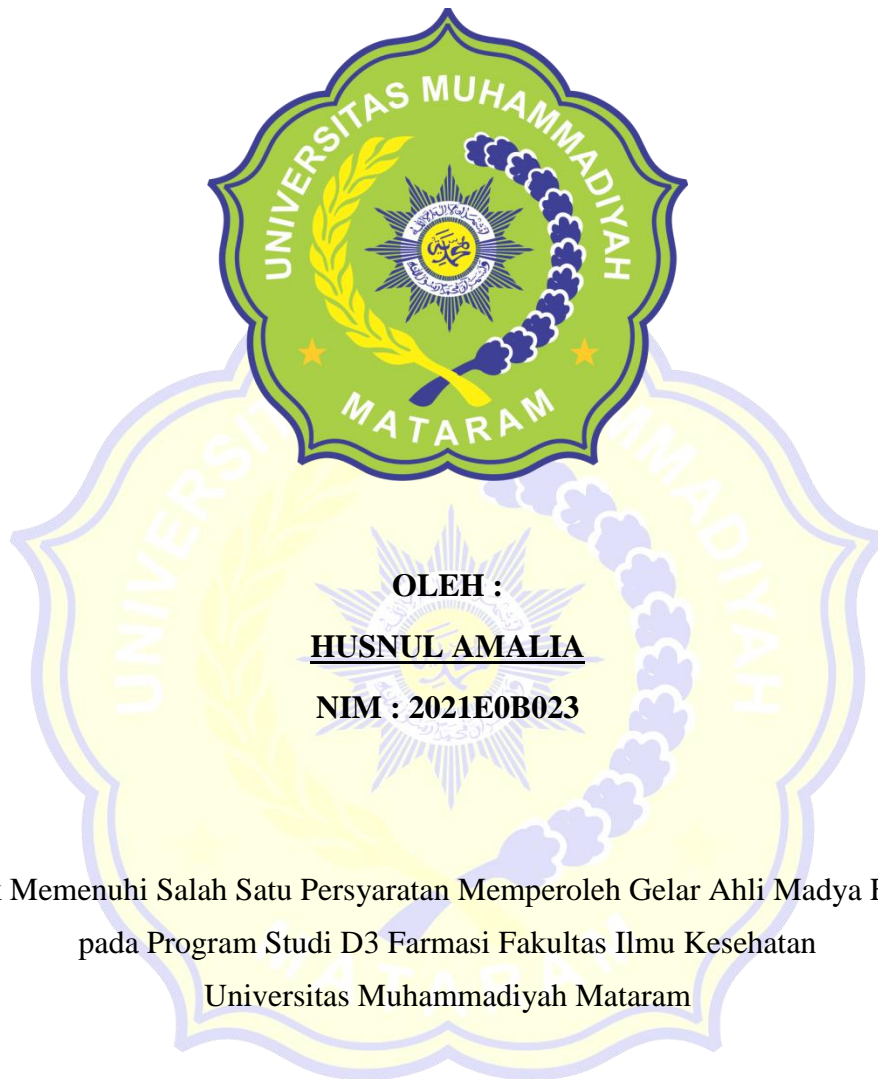 UNIVERSITAS MUHAMMADIYAH
MATARAM
OLEH :
HUSNUL AMALIA
NIM : 2021E0B023
Memenuhi Salah Satu Persyaratan Memperoleh Gelar Ahli Madya
pada Program Studi D3 Farmasi Fakultas Ilmu Kesehatan
Universitas Muhammadiyah Mataram